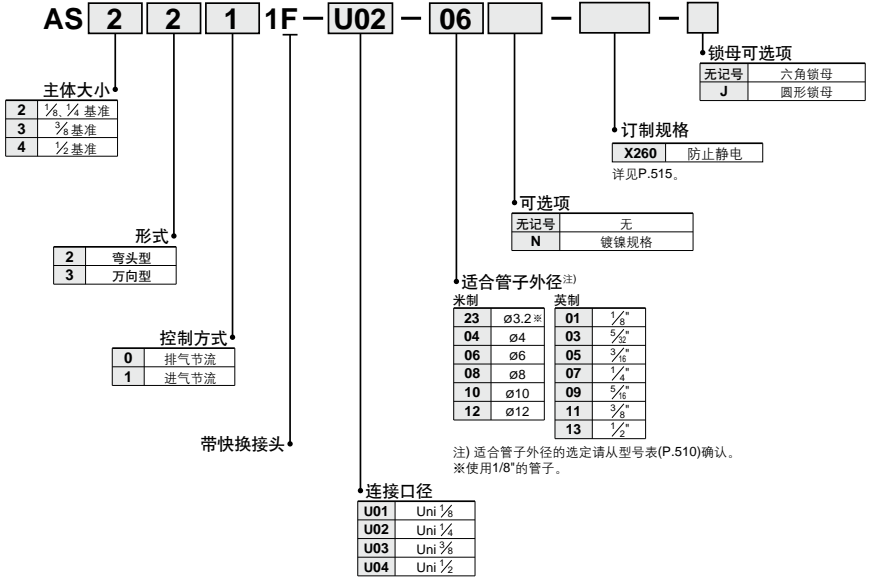 AS 2 2 1 1F － U02 － 06 － －
锁母可选项
无记号 六角锁母
J 圆形锁母
主体大小
2 1/8、1/4 基准
3 3/8 基准
4 1/2 基准
订制规格
X260 防止静电
详见P.515。
可选项
无记号 无
N 镀镍规格
形式
2 弯头型
3 万向型
适合管子外径注)
米制
23 ø3.2※
04 ø4
06 ø6
08 ø8
10 ø10
12 ø12
英制
01 1/8"
03 5/32"
05 3/16"
07 1/4"
09 5/16"
11 3/8"
13 1/2"
控制方式
0 排气节流
1 进气节流
带快换接头
注) 适合管子外径的选定请从型号表(P.510)确认。
※使用1/8"的管子。
连接口径
U01 Uni 1/8
U02 Uni 1/4
U03 Uni 3/8
U04 Uni 1/2